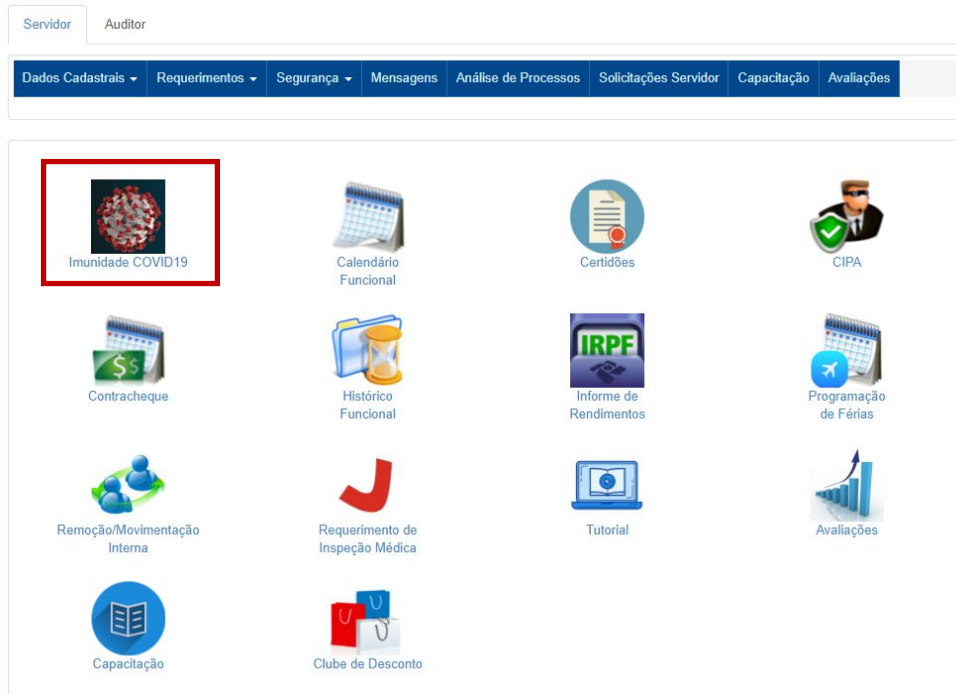 Servidor Auditor
Dados Cadastrais Requerimentos Segurança Mensagens Análise de Processos Solicitações Servidor Capacitação Avaliações
Imunidade COVID19
Calendário
Funcional
Certidões
CIPA
Contracheque
Histórico
Funcional
IRPF
Informe de
Rendimentos
Programação
de Férias
Remoção/Movimentação
Interna
Requerimento de
Inspeção Médica
Tutorial
Avaliações
Capacitação
Clube de Desconto